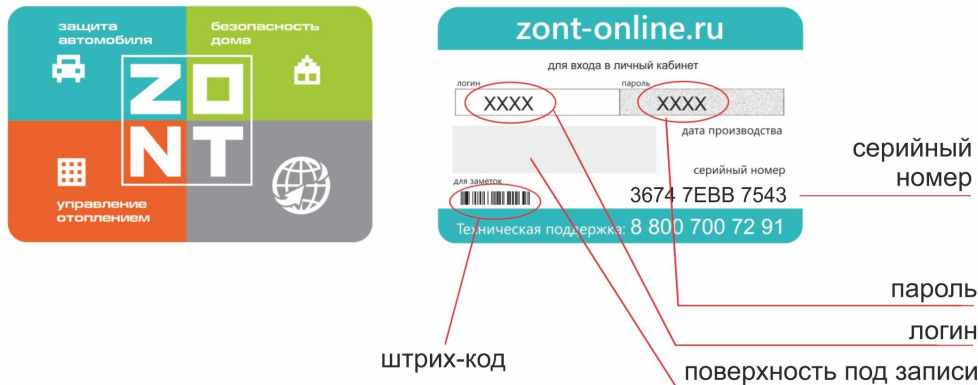 защита
автомобиля
безопасность
дома
ZO
NT
управление
отоплением
zont-online.ru
для входа в личный кабинет
логин
пароль
XXXX
XXXX
дата производства
серийный номер
для заметок
3674 7EBB 7543
Техническая поддержка: 8 800 700 72 91
серийный
номер
пароль
логин
штрих-код
поверхность под записи